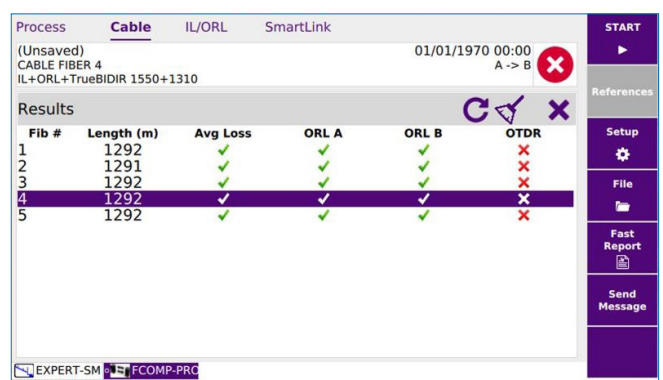 Process Cable IL/ORL SmartLink
(Unsaved) 01/01/1970 00:00
CABLE FIBER 4 A -> B
IL+ORL+TrueBIDIR 1550+1310
Results
Fib # Length (m) Avg Loss ORL A ORL B OTDR
1 1292
2 1291
3 1292
4 1292
5 1292
EXPERT-SM FCOMP-PRO
START
References
Setup
File
Fast
Report
Send
Message